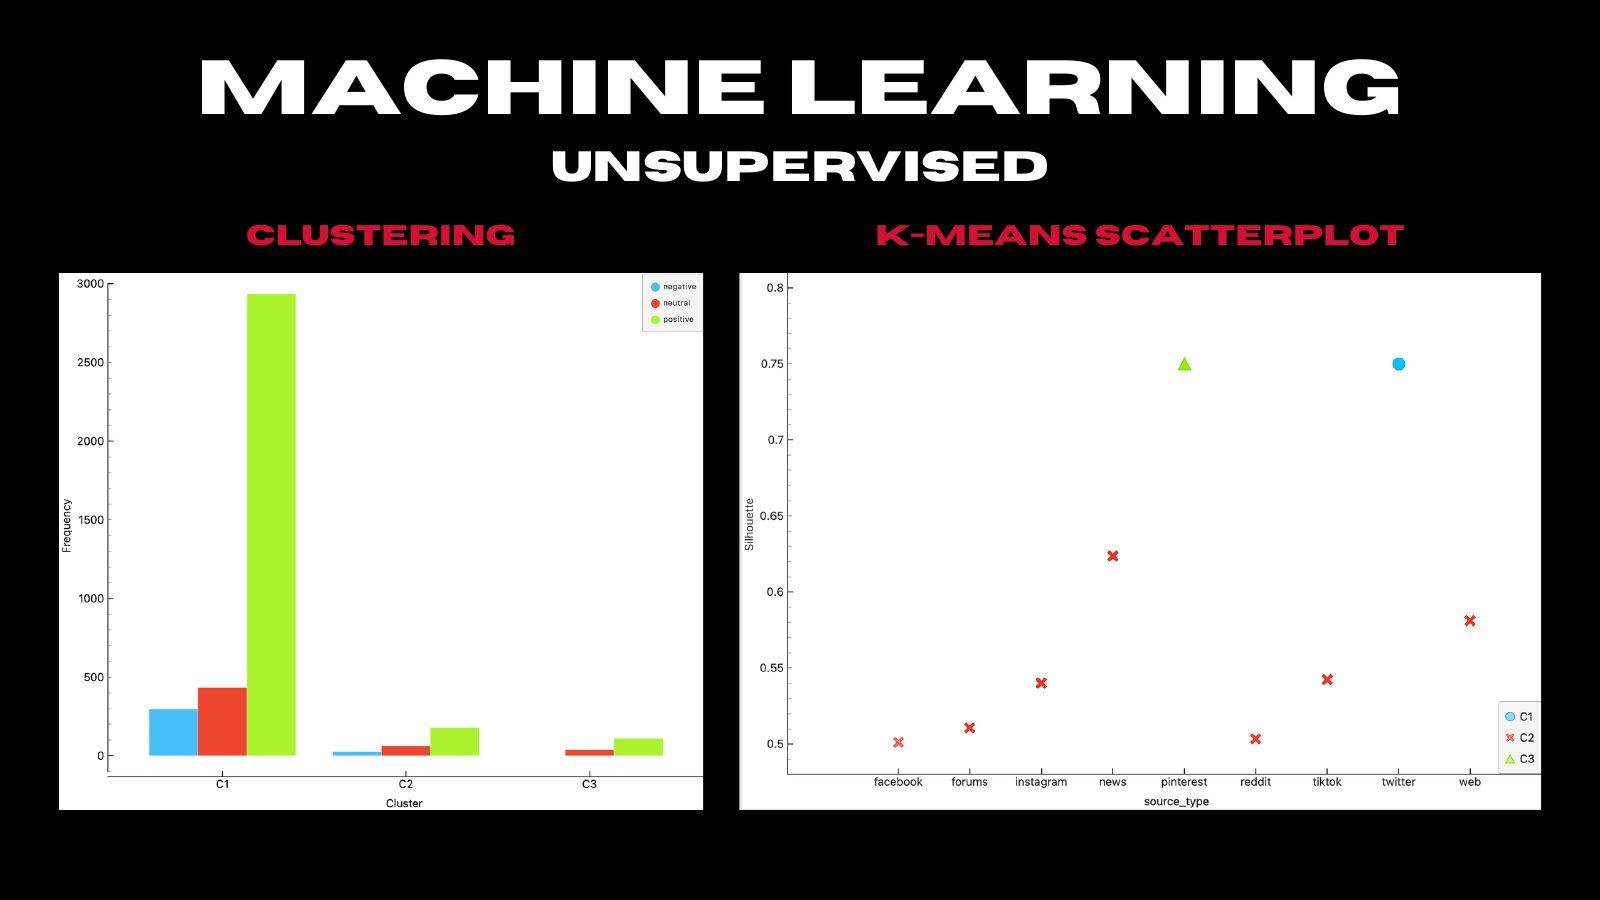 MACHINE LEARNING
UNSUPERVISED
CLUSTERING
3000
2500
2000
1500
1000
500
0
Frequency
negative
neutral
positive
C1 C2 C3
Cluster
K-MEANS SCATTERPLOT
0.8
0.75
0.7
0.65
0.6
0.55
0.5
Silhouette
C1
C2
C3
facebook forums instagram news pinterest reddit tiktok twitter web
source_type